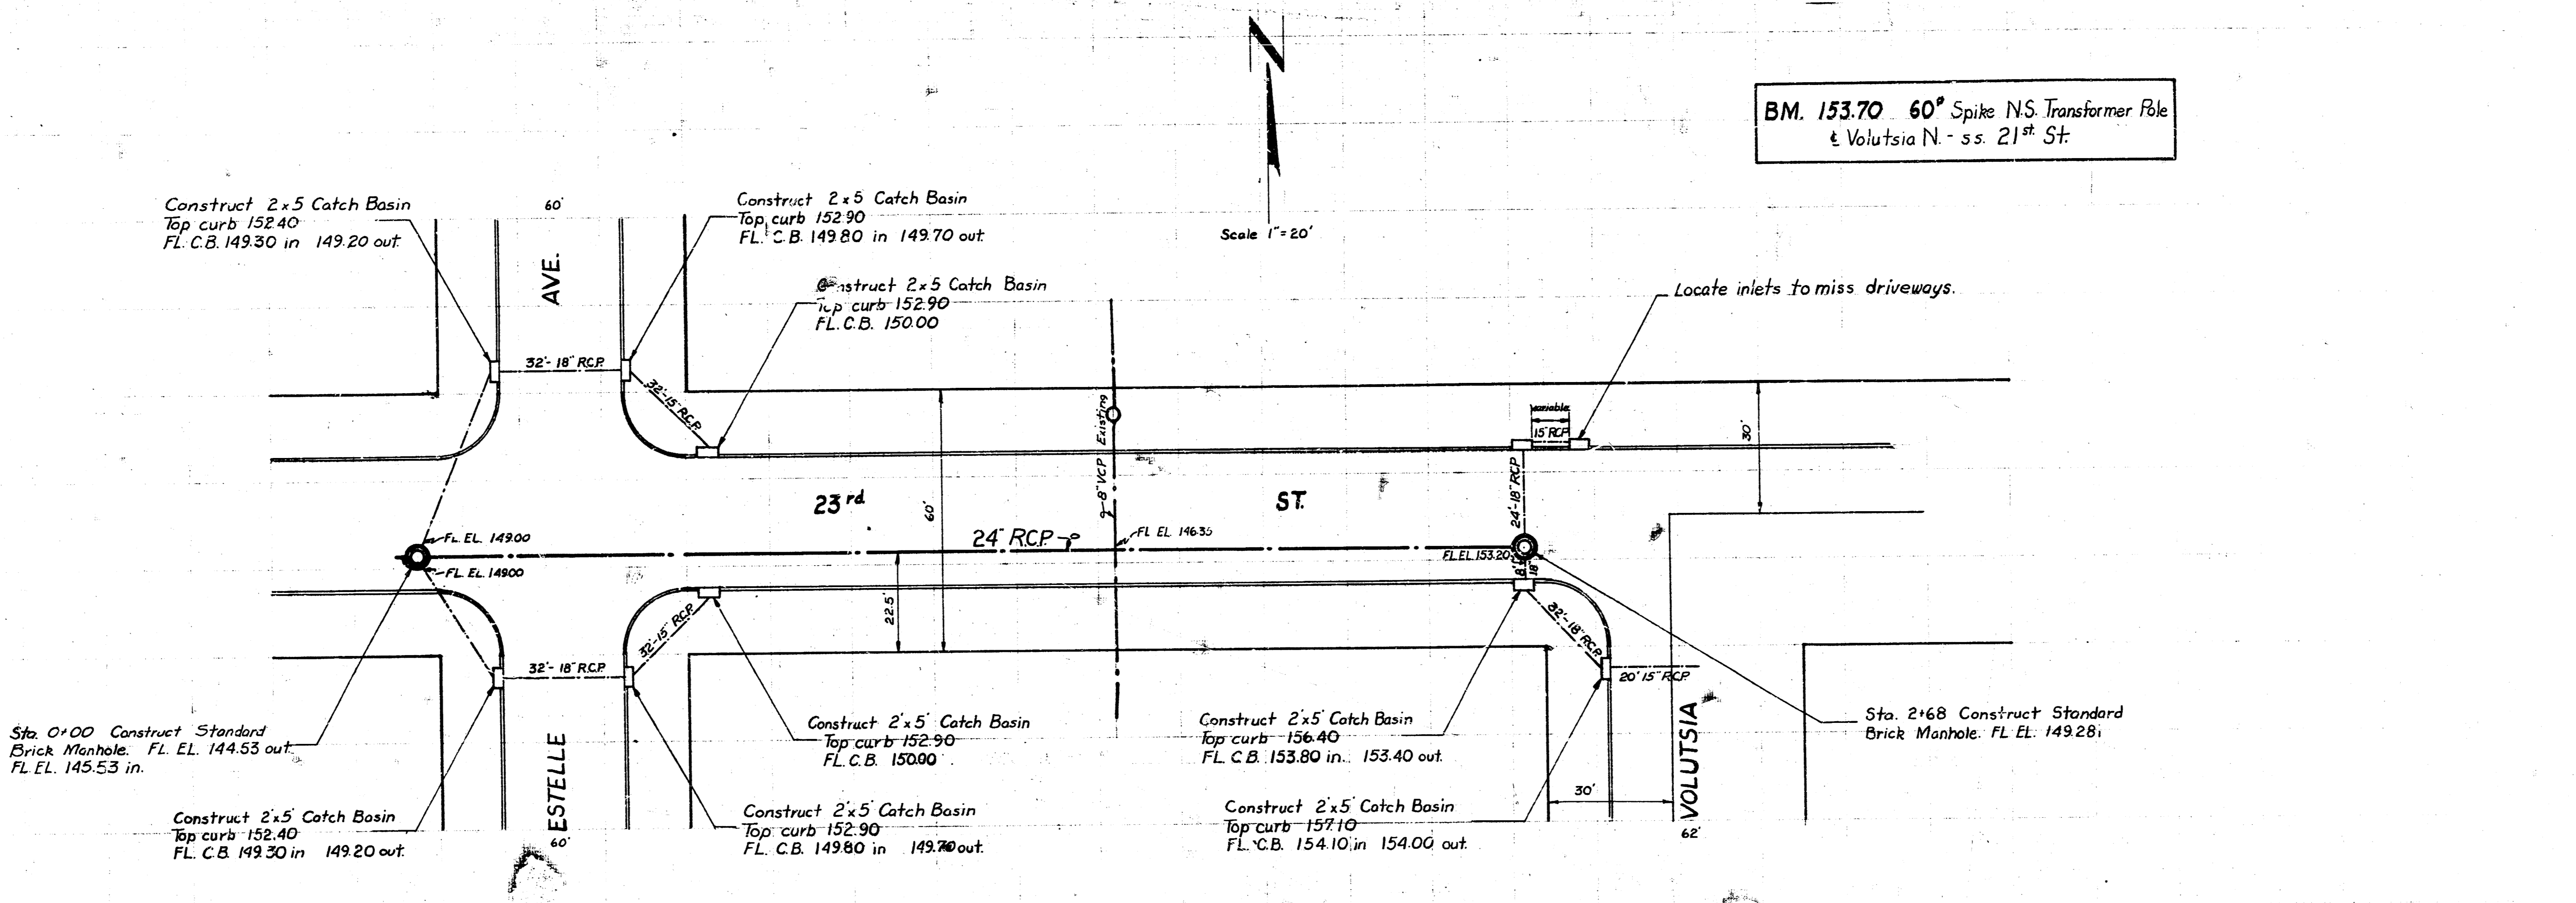 N
BM. 153.70 60ᵈ Spike N.S. Transformer Pole
℄ Volutsia N. - s.s. 21st. St.
Scale 1"=20'
Construct 2x5 Catch Basin
Top curb 152.40
FL. C.B. 149.30 in 149.20 out.
60'
AVE.
Construct 2x5 Catch Basin
Top curb 152.90
FL. C.B. 149.80 in 149.70 out.
Construct 2x5 Catch Basin
Top curb 152.90
FL. C.B. 150.00
Locate inlets to miss driveways.
32'-18" R.C.P.
32'-15" R.C.P.
8" VCP Existing
variable
15" RCP
30'
24'-18" RCP
23rd
ST.
60'
24" R.C.P.
FL. EL. 149.00
FL. EL. 149.00
FL EL. 146.35
FL.EL.153.20
8'
18"
22.5'
32'-15" RCP.
32'-18" R.C.P.
32'-18" RCP.
20' 15" RCP
Sta. 0+00 Construct Standard
Brick Manhole. FL. EL. 144.53 out.
FL. EL. 145.53 in.
Construct 2'x5' Catch Basin
Top curb 152.90
FL. C.B. 150.00
Construct 2'x5' Catch Basin
Top curb 156.40
FL. C.B. 153.80 in. 153.40 out.
Sta. 2+68 Construct Standard
Brick Manhole. FL. EL. 149.28
Construct 2'x5' Catch Basin
Top curb 152.40
FL. C.B. 149.30 in 149.20 out.
ESTELLE
60'
Construct 2'x5' Catch Basin
Top curb 152.90
FL. C.B. 149.80 in 149.70 out.
Construct 2'x5' Catch Basin
Top curb 157.10
FL. C.B. 154.10 in 154.00 out.
30'
VOLUTSIA
62'